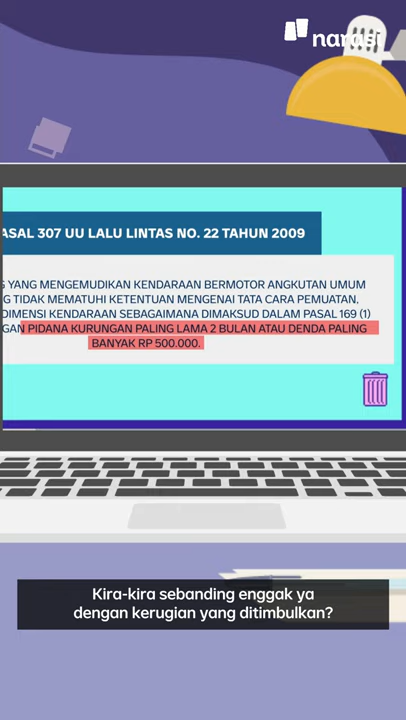 narasi
ASAL 307 UU LALU LINTAS NO. 22 TAHUN 2009
YANG MENGEMUDIKAN KENDARAAN BERMOTOR ANGKUTAN UMUM
G TIDAK MEMATUHI KETENTUAN MENGENAI TATA CARA PEMUATAN,
DIMENSI KENDARAAN SEBAGAIMANA DIMAKSUD DALAM PASAL 169 (1)
GAN PIDANA KURUNGAN PALING LAMA 2 BULAN ATAU DENDA PALING
BANYAK RP 500.000.
Kira-kira sebanding enggak ya
dengan kerugian yang ditimbulkan?